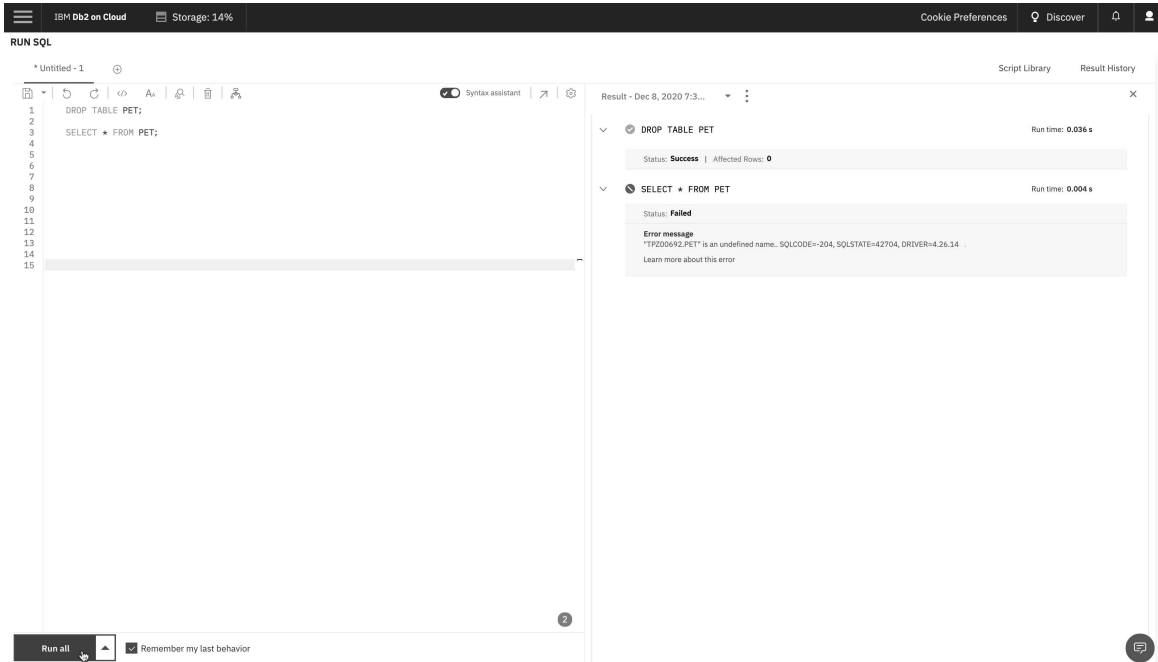 IBM Db2 on Cloud
Storage: 14%
Cookie Preferences
Discover
RUN SQL
* Untitled - 1
Script Library
Result History
Syntax assistant
Result - Dec 8, 2020 7:3...
1 DROP TABLE PET;
2
3 SELECT * FROM PET;
4
5
6
7
8
9
10
11
12
13
14
15
DROP TABLE PET
Run time: 0.036 s
Status: Success | Affected Rows: 0
SELECT * FROM PET
Run time: 0.004 s
Status: Failed
Error message
"TPZ00692.PET" is an undefined name.. SQLCODE=-204, SQLSTATE=42704, DRIVER=4.26.14 .
Learn more about this error
2
Run all
Remember my last behavior